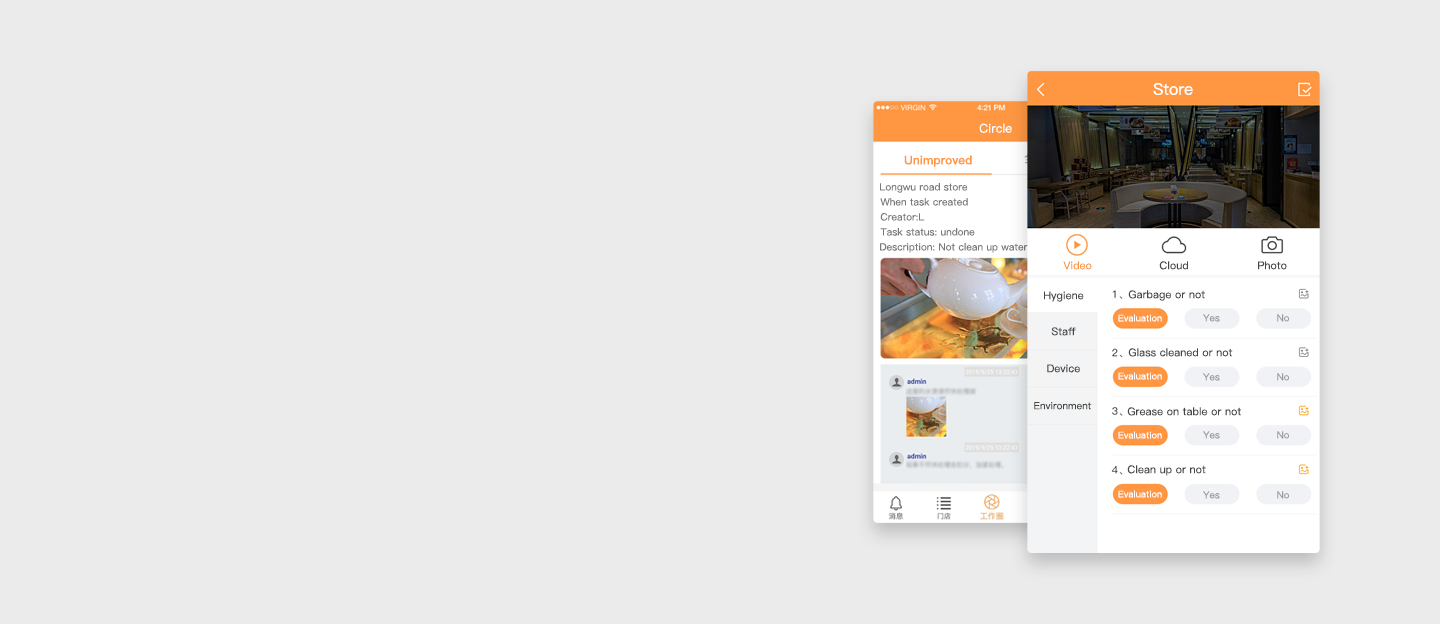 VIRGIN
4:21 PM
Circle
Unimproved
Longwu road store
When task created
Creator:L
Task status: undone
Description: Not clean up water
admin
admin
消息
门店
工作圈
Store
Video
Cloud
Photo
Hygiene
Staff
Device
Environment
1、Garbage or not
Evaluation Yes No
2、Glass cleaned or not
Evaluation Yes No
3、Grease on table or not
Evaluation Yes No
4、Clean up or not
Evaluation Yes No